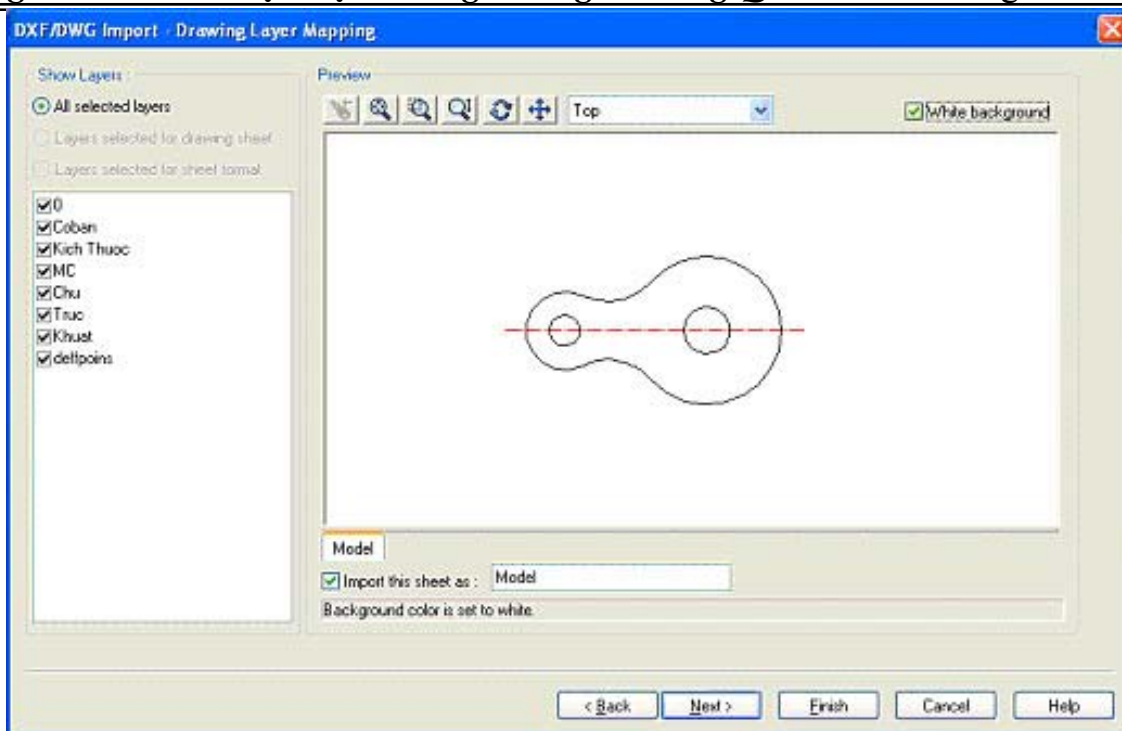 DXF/DWG Import - Drawing Layer Mapping
Show Layers :
All selected layers
Layers selected for drawing sheet
Layers selected for sheet format
0
Coban
Kich Thuoc
MC
Chu
Truc
Khuat
deffpoins
Preview
Top
White background
Model
Import this sheet as :
Model
Background color is set to white.
< Back
Next >
Finish
Cancel
Help